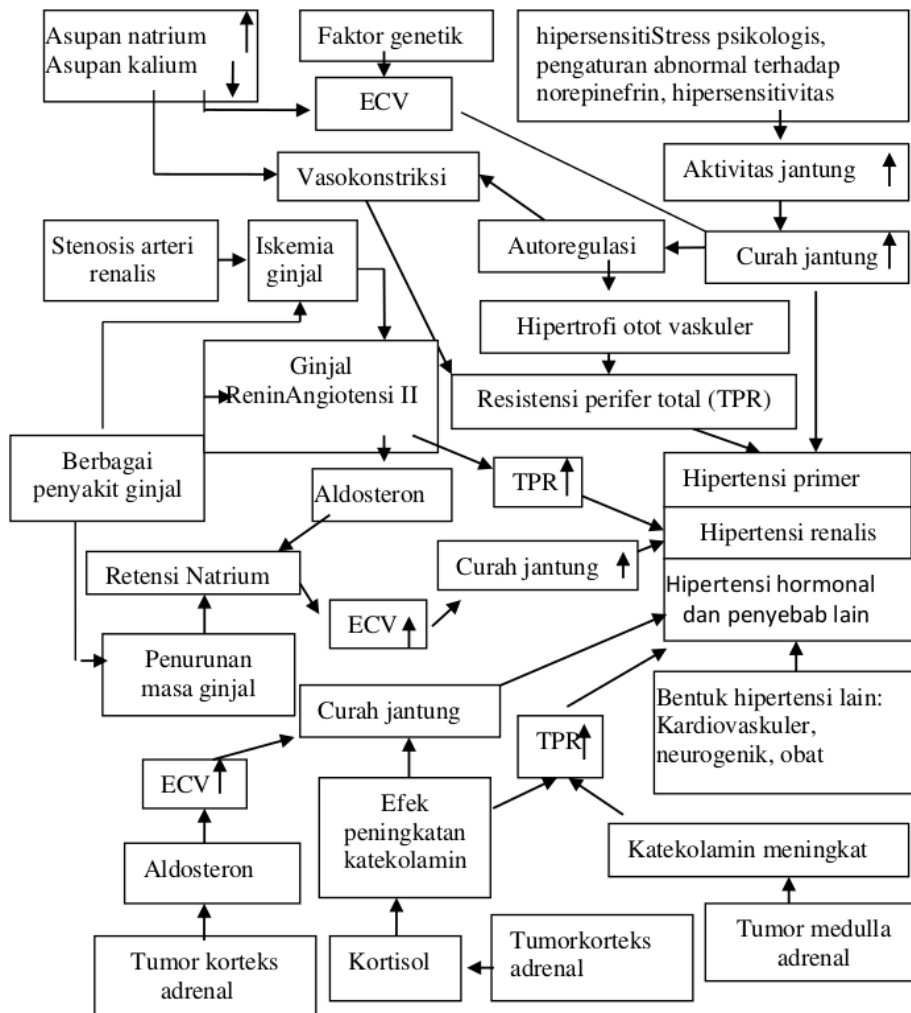 Asupan natrium
Asupan kalium
Faktor genetik
hipersensitiStress psikologis,
pengaturan abnormal terhadap
norepinefrin, hipersensitivitas
ECV
Vasokonstriksi
Aktivitas jantung
Stenosis arteri
renalis
Iskemia
ginjal
Autoregulasi
Curah jantung
Hipertrofi otot vaskuler
Ginjal
ReninAngiotensi II
Resistensi perifer total (TPR)
Berbagai
penyakit ginjal
Aldosteron
TPR
Hipertensi primer
Hipertensi renalis
Hipertensi hormonal
dan penyebab lain
Retensi Natrium
Curah jantung
ECV
Penurunan
masa ginjal
Curah jantung
TPR
Bentuk hipertensi lain:
Kardiovaskuler,
neurogenik, obat
ECV
Efek
peningkatan
katekolamin
Katekolamin meningkat
Aldosteron
Tumor korteks
adrenal
Kortisol
Tumorkorteks
adrenal
Tumor medulla
adrenal